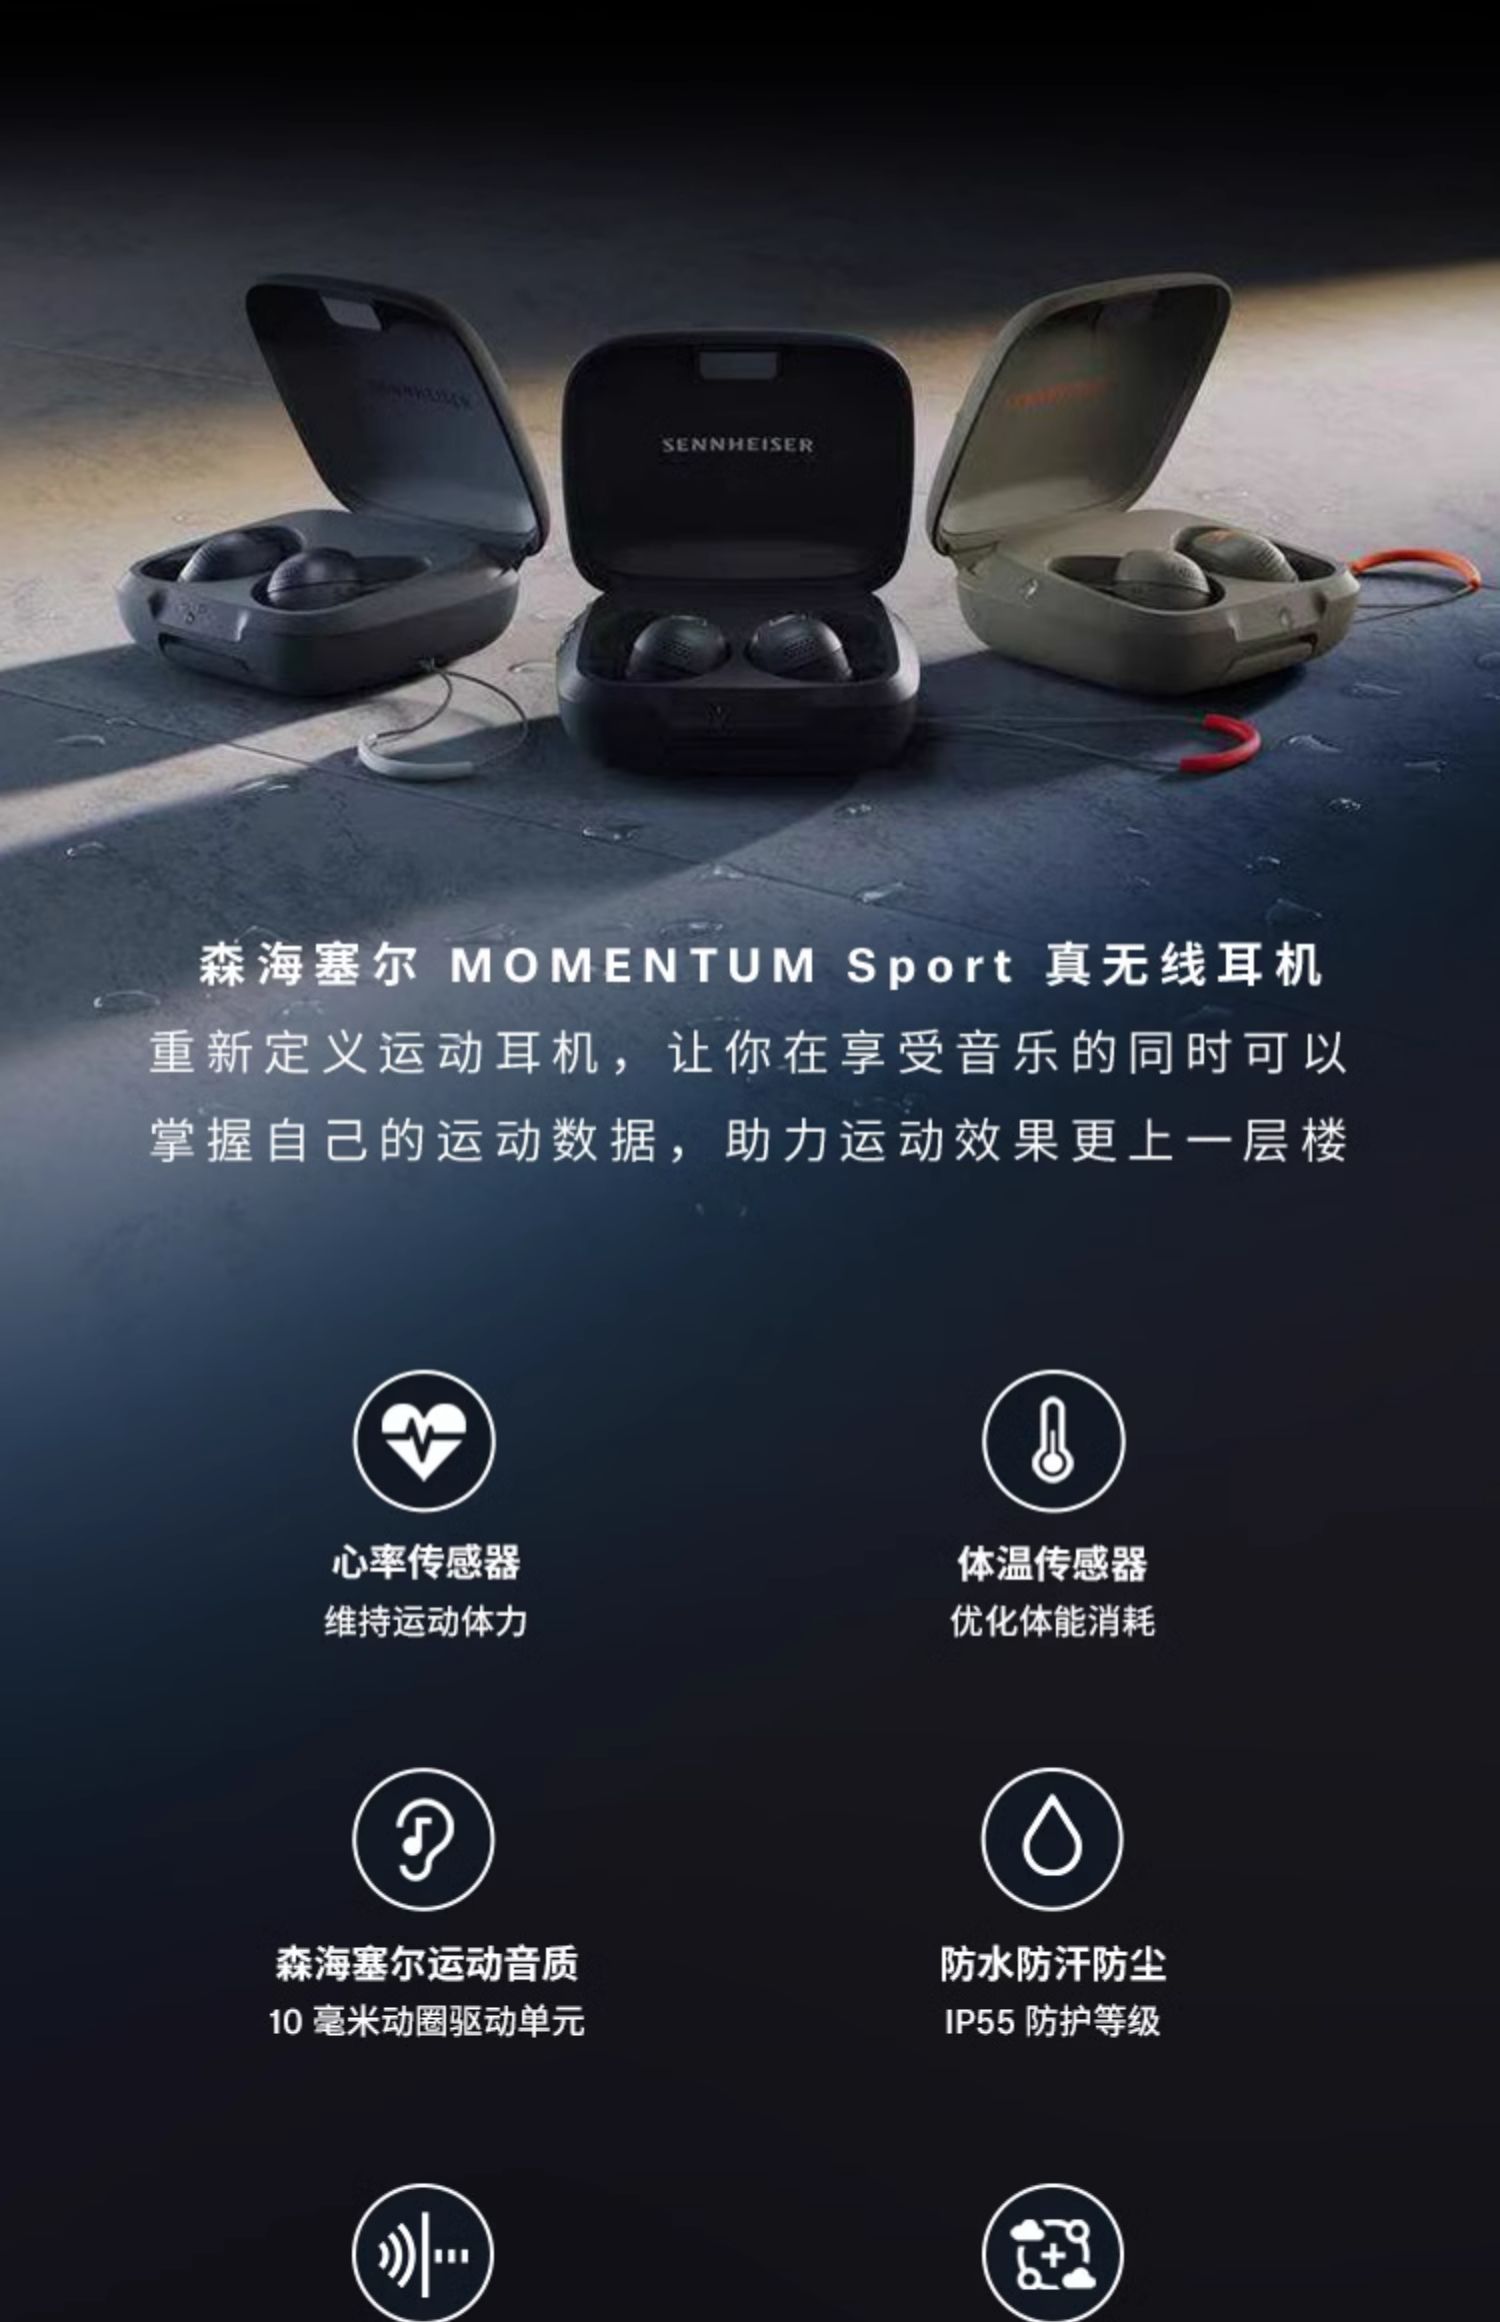 SENNHEISER
SENNHEISER
森海塞尔 MOMENTUM Sport 真无线耳机
重新定义运动耳机，让你在享受音乐的同时可以
掌握自己的运动数据，助力运动效果更上一层楼
心率传感器
体温传感器
维持运动体力
优化体能消耗
森海塞尔运动音质
防水防汗防尘
10 毫米动圈驱动单元
IP55 防护等级